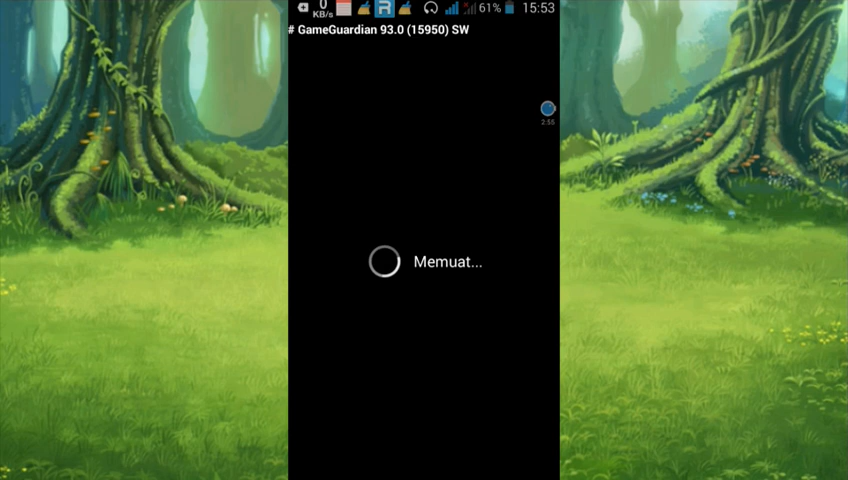 0
KB/s
R
61%
15:53
# GameGuardian 93.0 (15950) SW
2:55
Memuat...